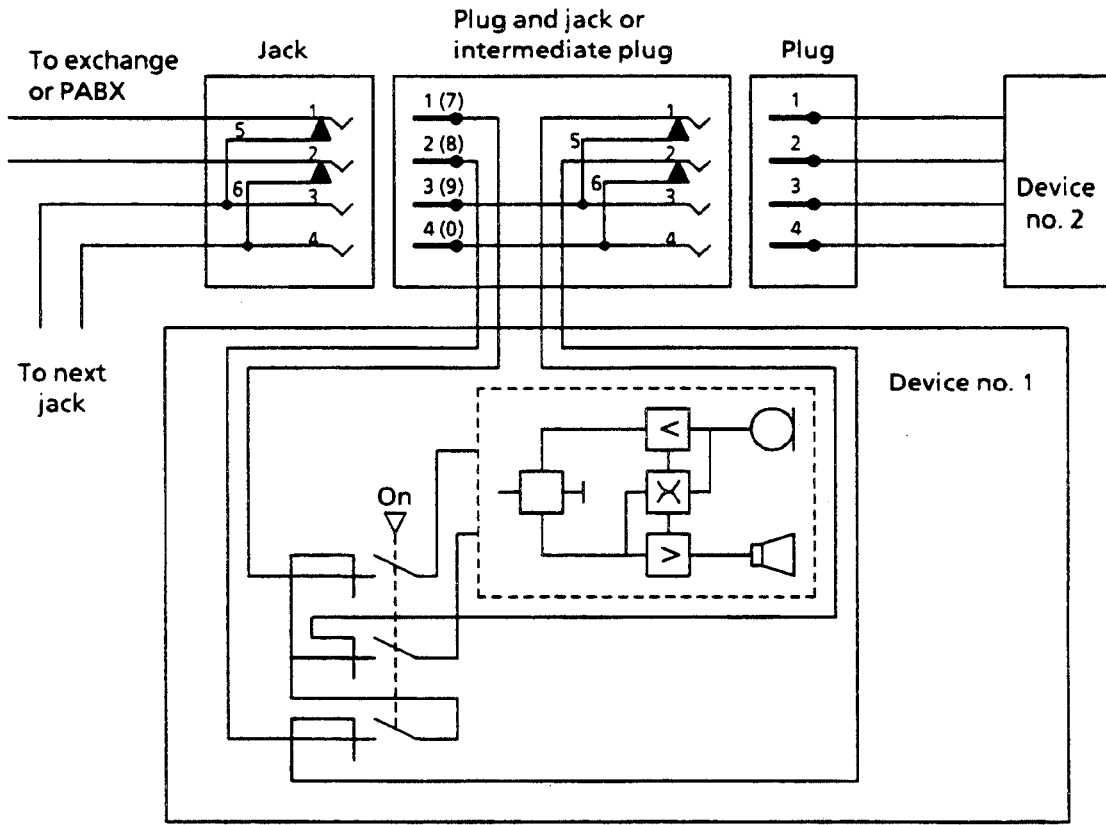 To exchange
or PABX
Jack
Plug and jack or
intermediate plug
Plug
1
5
2
6
3
4
1 (7)
2 (8)
3 (9)
4 (0)
1
5
2
6
3
4
1
2
3
4
Device
no. 2
To next
jack
Device no. 1
On